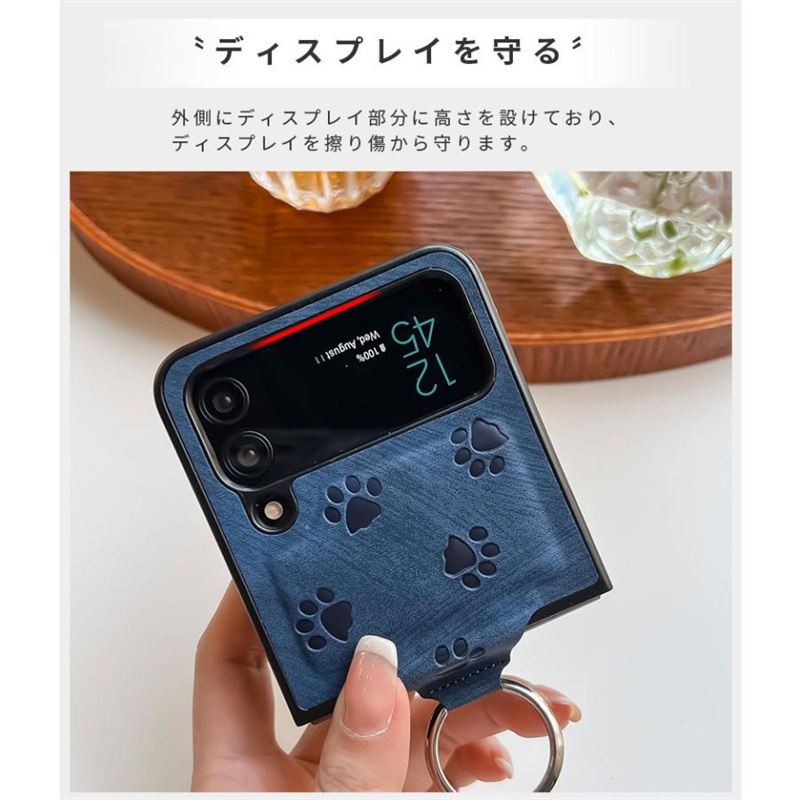 〝ディスプレイを守る〞
外側にディスプレイ部分に高さを設けており、
ディスプレイを擦り傷から守ります。
12
45
100%
Wed, August 11